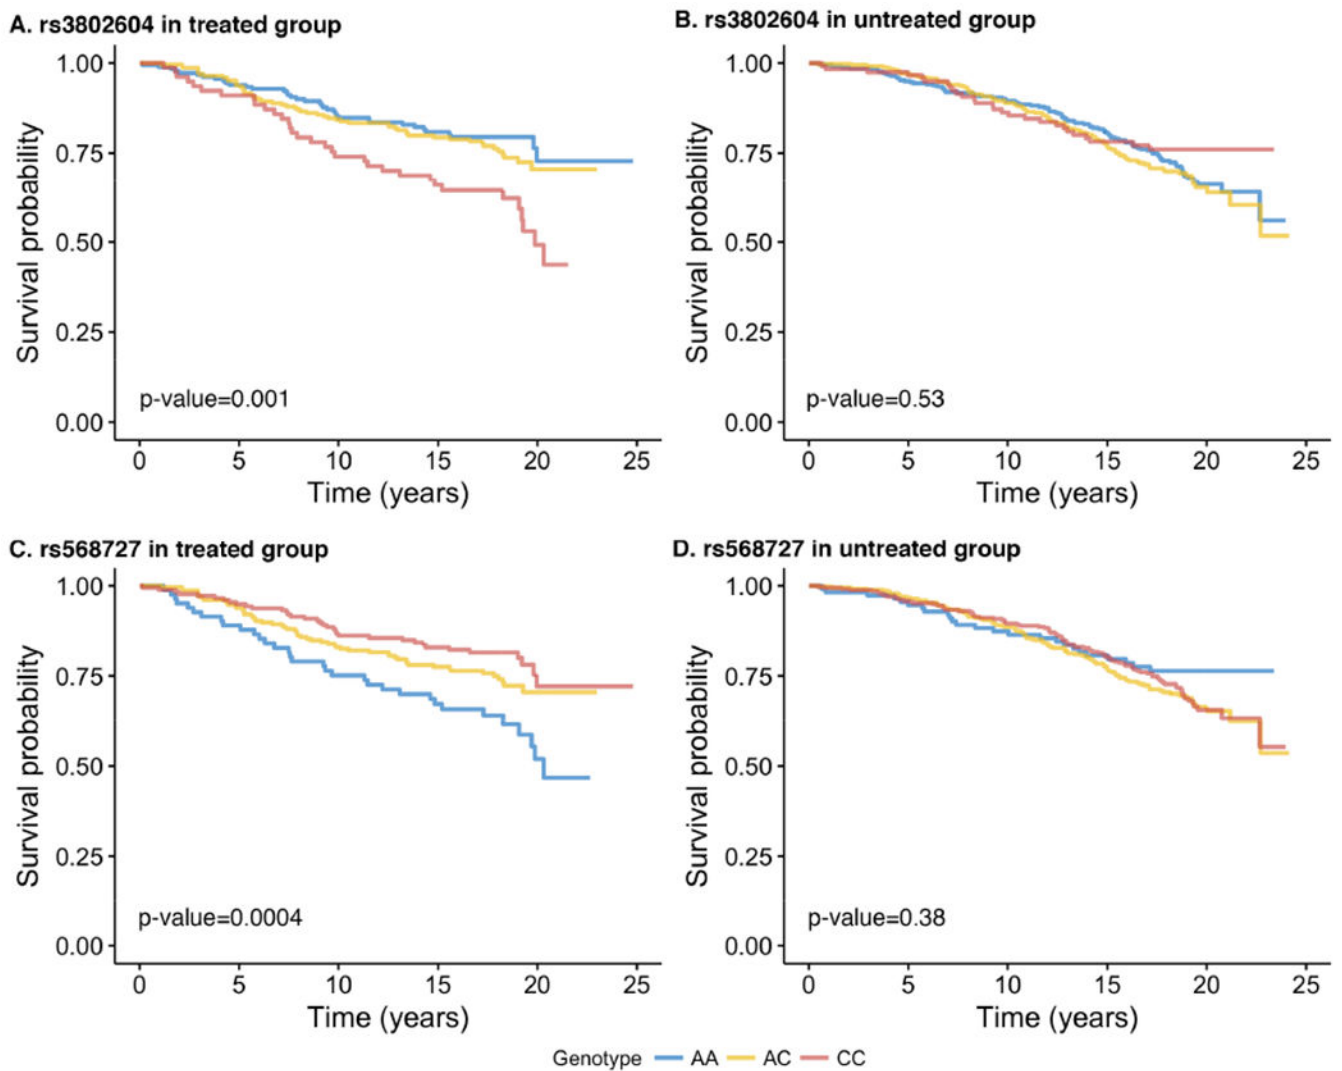 A. rs3802604 in treated group
1.00
0.75
0.50
0.25
0.00
Survival probability
p-value=0.001
0 5 10 15 20 25
Time (years)
B. rs3802604 in untreated group
1.00
0.75
0.50
0.25
0.00
Survival probability
p-value=0.53
0 5 10 15 20 25
Time (years)
C. rs568727 in treated group
1.00
0.75
0.50
0.25
0.00
Survival probability
p-value=0.0004
0 5 10 15 20 25
Time (years)
D. rs568727 in untreated group
1.00
0.75
0.50
0.25
0.00
Survival probability
p-value=0.38
0 5 10 15 20 25
Time (years)
Genotype AA AC CC